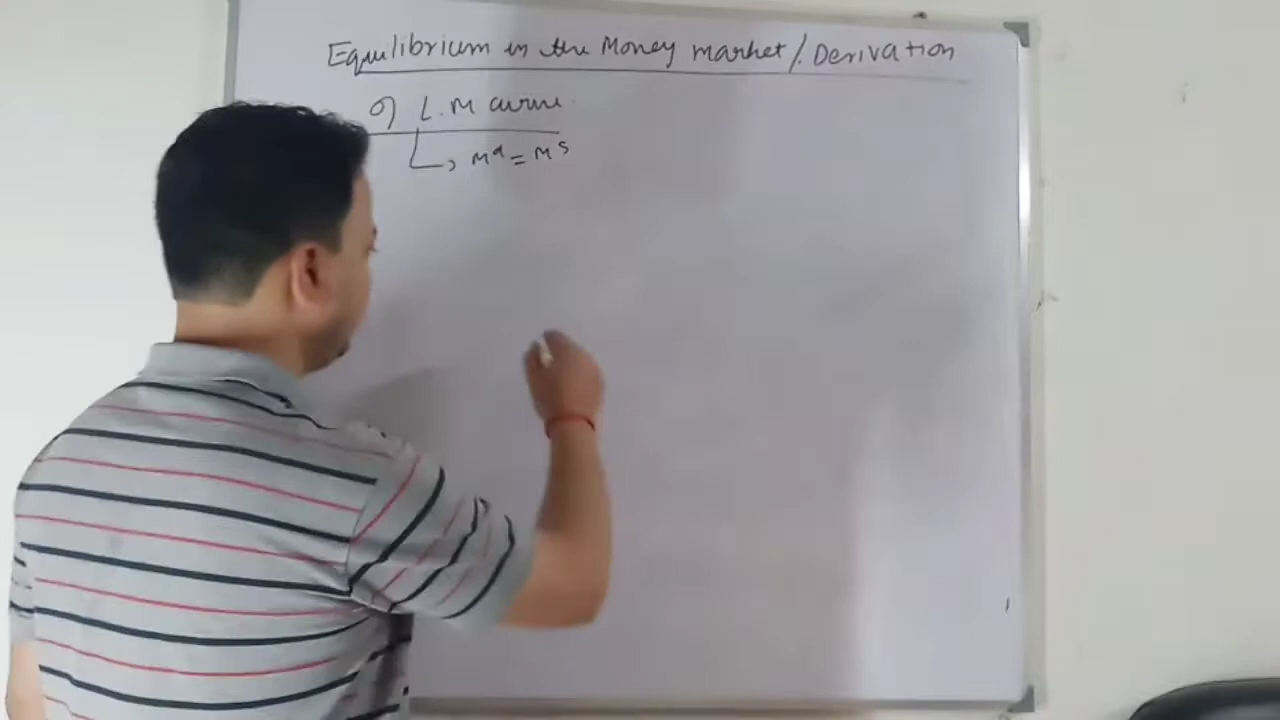 Equilibrium in the Money market / Derivation
of L.M curve
↳ Mᵈ = Mˢ